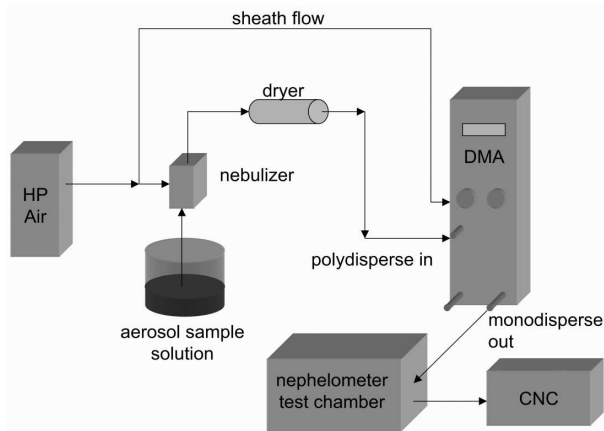 sheath flow
dryer
DMA
HP
Air
nebulizer
polydisperse in
aerosol sample
solution
monodisperse
out
nephelometer
test chamber
CNC